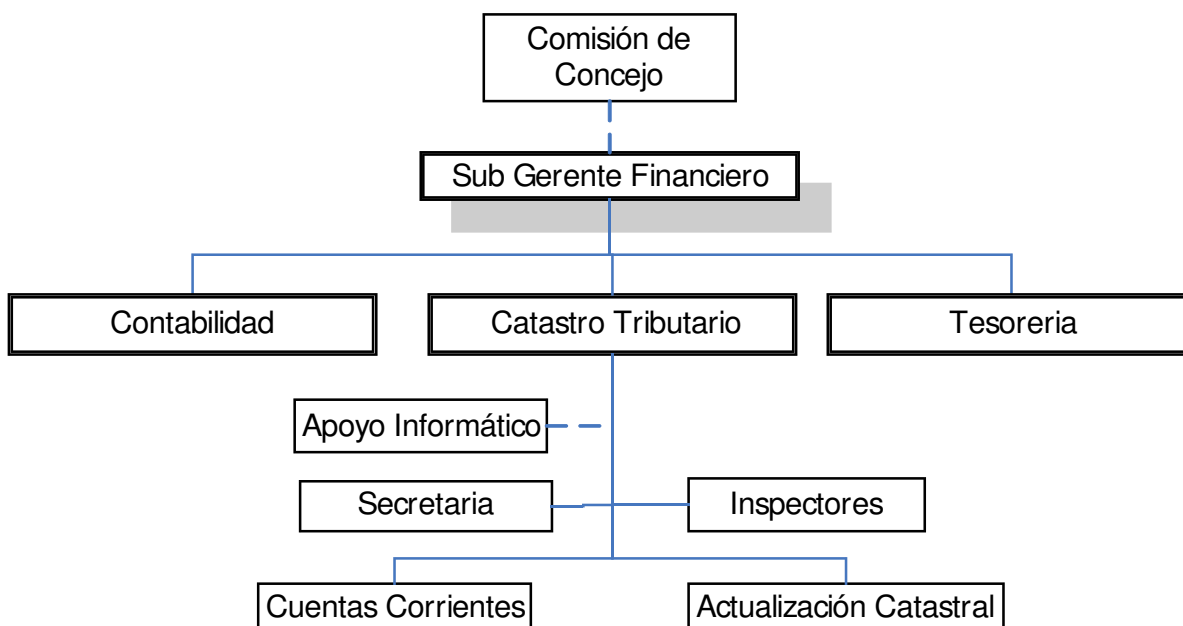 Comisión de
Concejo
Sub Gerente Financiero
Contabilidad
Catastro Tributario
Tesoreria
Apoyo Informático
Secretaria
Inspectores
Cuentas Corrientes
Actualización Catastral